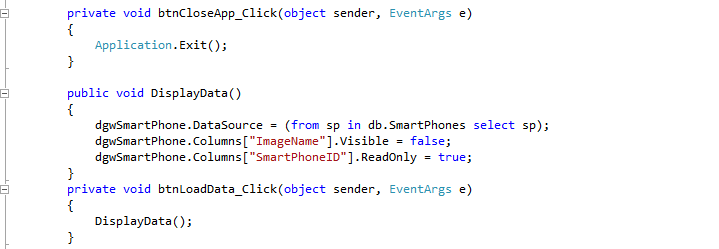 private void btnCloseApp_Click(object sender, EventArgs e)
{
Application.Exit();
}
public void DisplayData()
{
dgwSmartPhone.DataSource = (from sp in db.SmartPhones select sp);
dgwSmartPhone.Columns["ImageName"].Visible = false;
dgwSmartPhone.Columns["SmartPhoneID"].ReadOnly = true;
}
private void btnLoadData_Click(object sender, EventArgs e)
{
DisplayData();
}